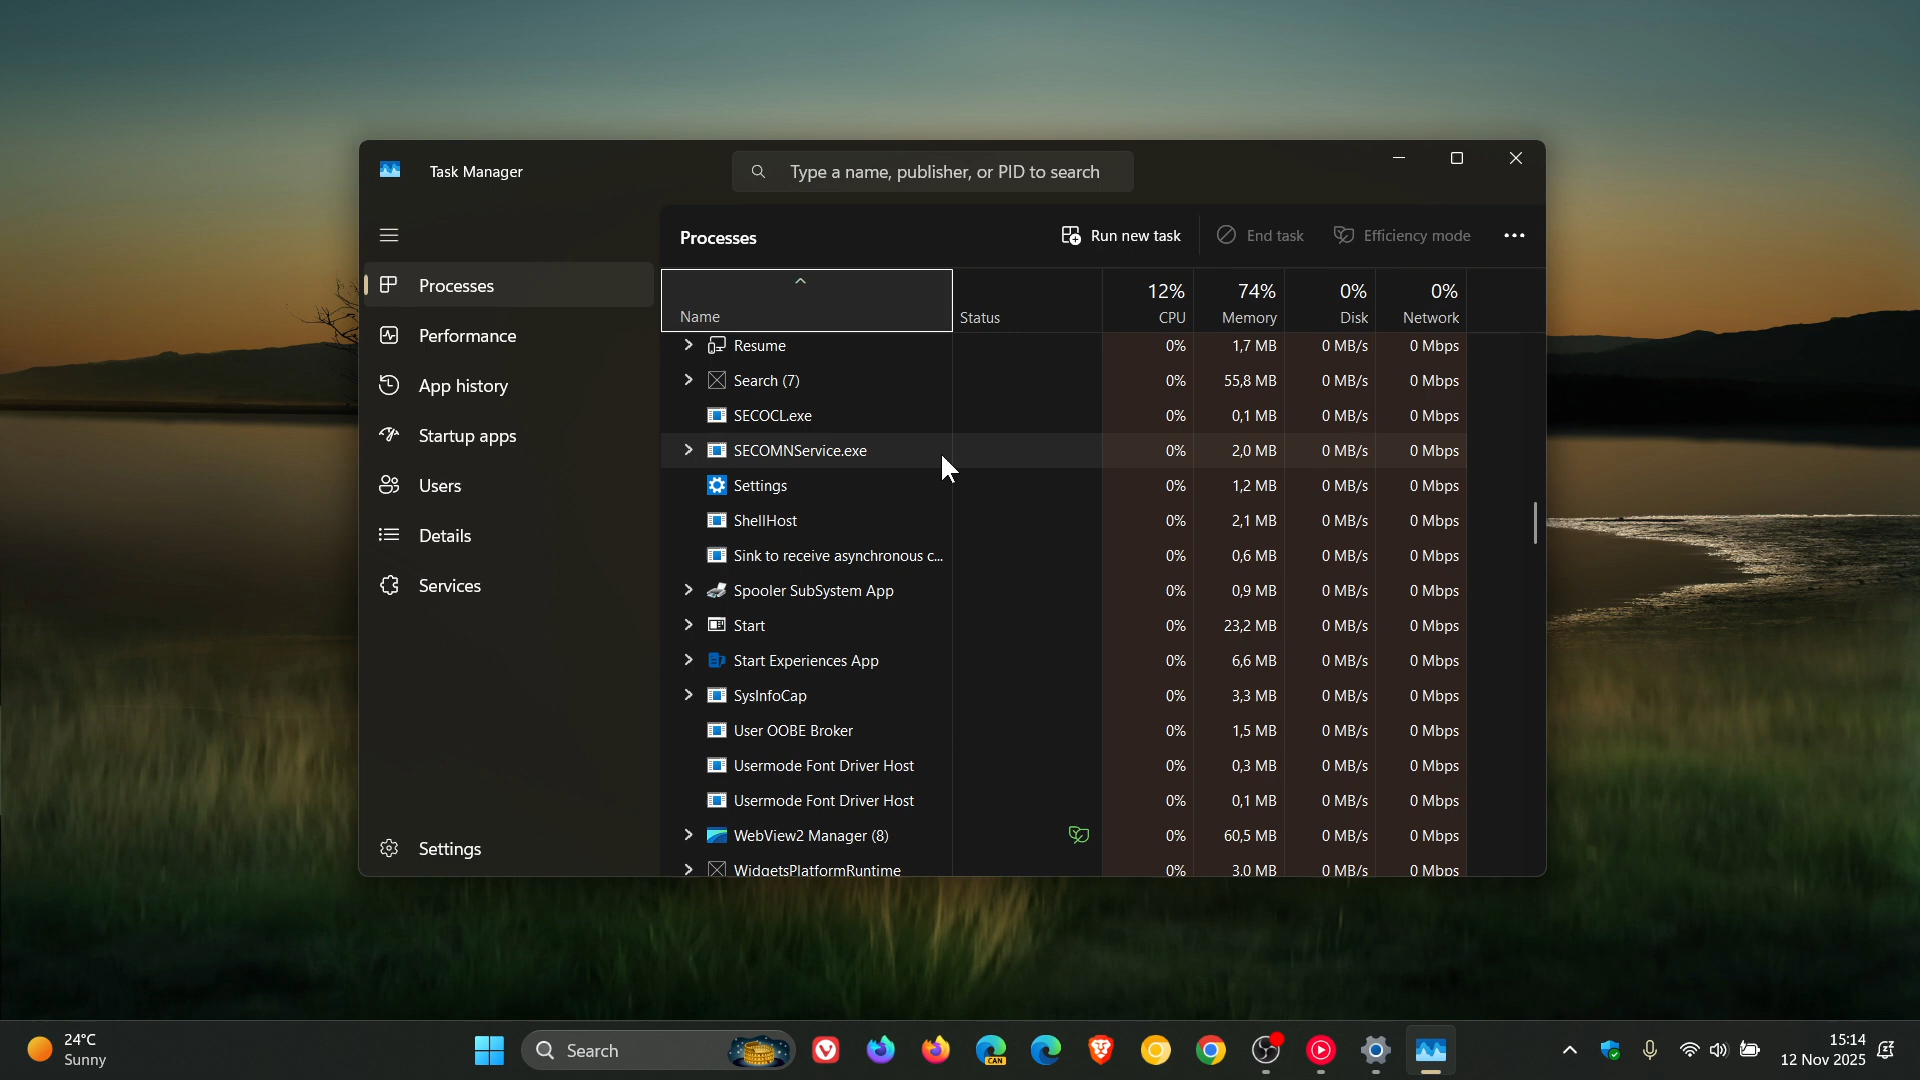 Task Manager
Type a name, publisher, or PID to search
Processes
Performance
App history
Startup apps
Users
Details
Services
Settings
Processes
Run new task
End task
Efficiency mode
12% 74% 0% 0%
Name Status CPU Memory Disk Network
Resume 0% 1,7 MB 0 MB/s 0 Mbps
Search (7) 0% 55,8 MB 0 MB/s 0 Mbps
SECOCL.exe 0% 0,1 MB 0 MB/s 0 Mbps
SECOMNService.exe 0% 2,0 MB 0 MB/s 0 Mbps
Settings 0% 1,2 MB 0 MB/s 0 Mbps
ShellHost 0% 2,1 MB 0 MB/s 0 Mbps
Sink to receive asynchronous c... 0% 0,6 MB 0 MB/s 0 Mbps
Spooler SubSystem App 0% 0,9 MB 0 MB/s 0 Mbps
Start 0% 23,2 MB 0 MB/s 0 Mbps
Start Experiences App 0% 6,6 MB 0 MB/s 0 Mbps
SysInfoCap 0% 3,3 MB 0 MB/s 0 Mbps
User OOBE Broker 0% 1,5 MB 0 MB/s 0 Mbps
Usermode Font Driver Host 0% 0,3 MB 0 MB/s 0 Mbps
Usermode Font Driver Host 0% 0,1 MB 0 MB/s 0 Mbps
WebView2 Manager (8) 0% 60,5 MB 0 MB/s 0 Mbps
WidgetsPlatformRuntime 0% 3,0 MB 0 MB/s 0 Mbps
24°C
Sunny
Search
CAN
15:14
12 Nov 2025